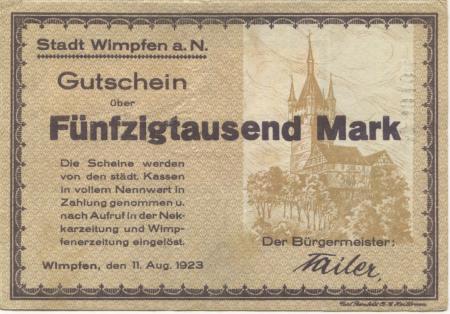 Stadt Wimpfen a. N.
Gutschein
über
Fünfzigtausend Mark
Die Scheine werden
von den städt. Kassen
in vollem Nennwert in
Zahlung genommen u.
nach Aufruf in der Nek-
karzeitung und Wimp-
fenerzeitung eingelöst.
Der Bürgermeister:
Wimpfen, den 11. Aug. 1923